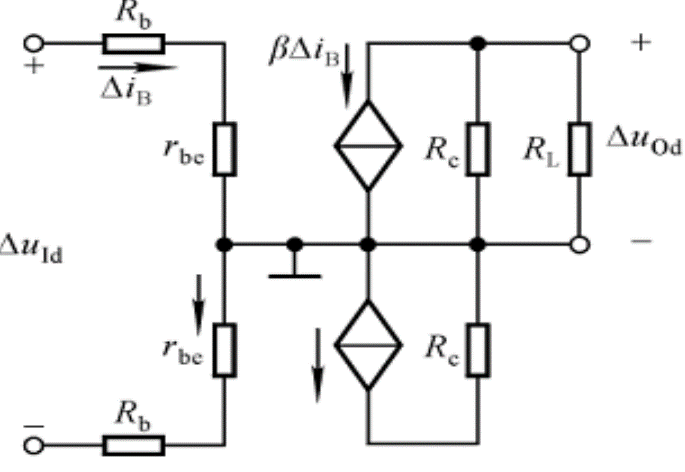 R_b
+
Δi_B
βΔi_B
+
r_be
R_c
R_L
Δu_Od
−
Δu_Id
r_be
R_c
R_b
−